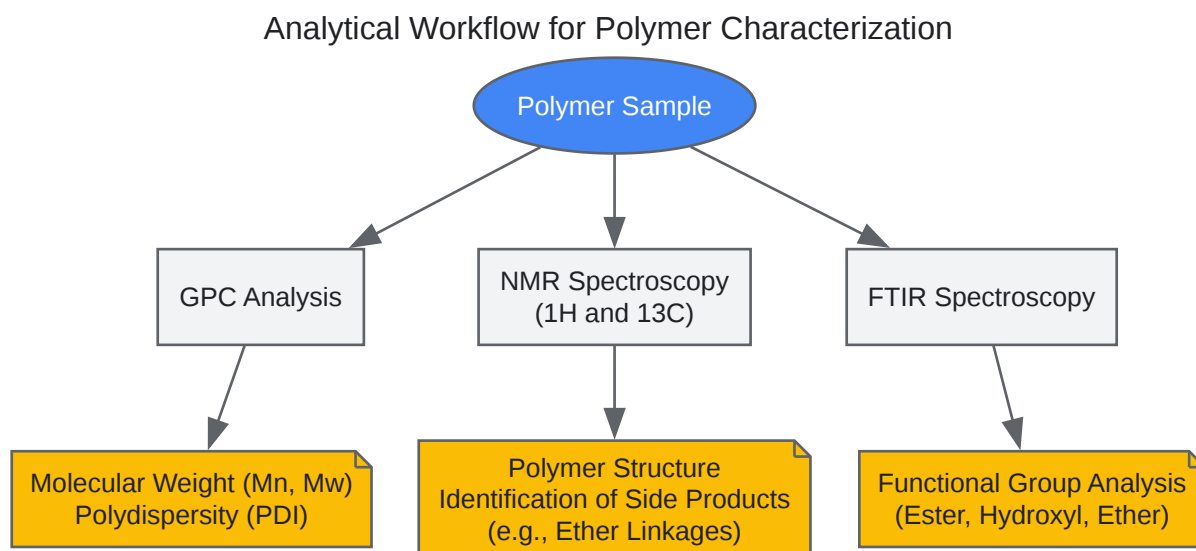 Analytical Workflow for Polymer Characterization
Polymer Sample
GPC Analysis
NMR Spectroscopy
(1H and 13C)
FTIR Spectroscopy
Molecular Weight (Mn, Mw)
Polydispersity (PDI)
Polymer Structure
Identification of Side Products
(e.g., Ether Linkages)
Functional Group Analysis
(Ester, Hydroxyl, Ether)